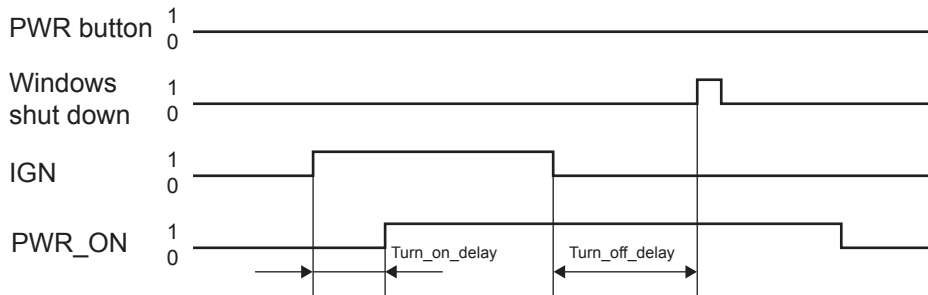 PWR button 1
0
Windows
shut down 1
0
IGN 1
0
PWR_ON 1
0
Turn_on_delay Turn_off_delay